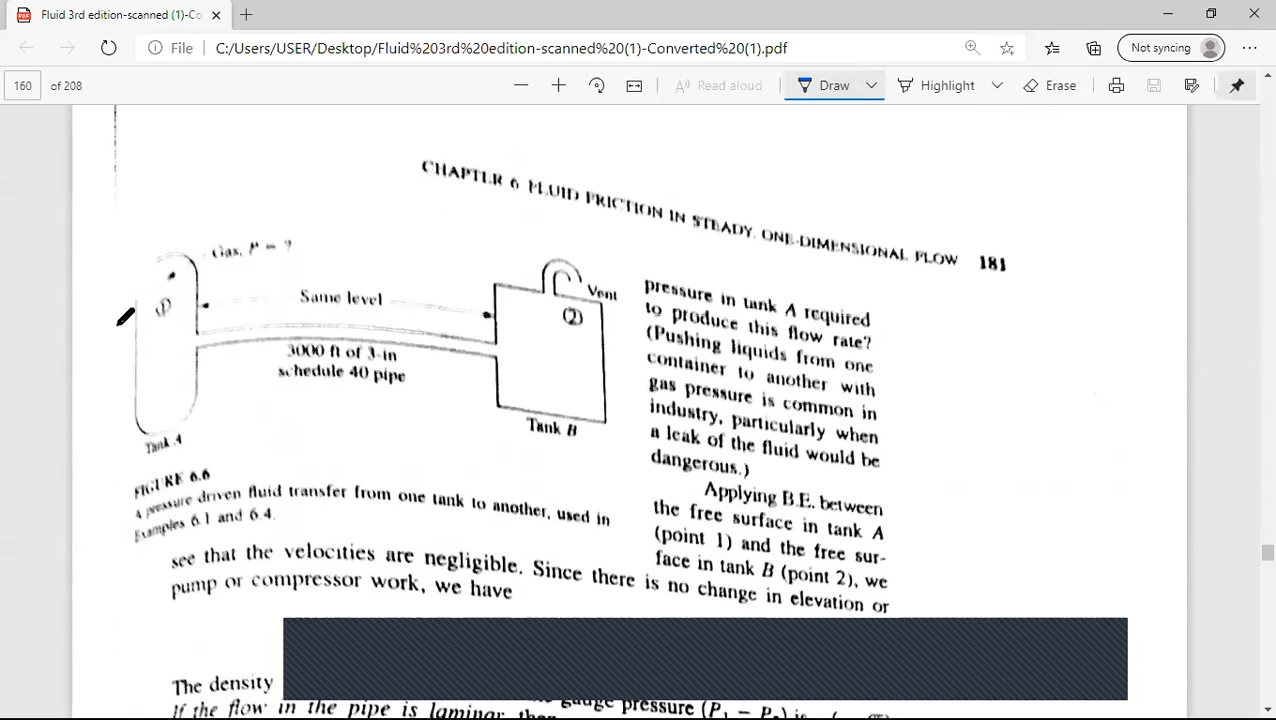 Fluid 3rd edition-scanned (1)-Co
File
C:/Users/USER/Desktop/Fluid%203rd%20edition-scanned%20(1)-Converted%20(1).pdf
Not syncing
160 of 208
Read aloud
Draw
Highlight
Erase
CHAPTER 6 FLUID FRICTION IN STEADY, ONE-DIMENSIONAL FLOW 181
Gas, P = ?
(1)
Same level
Vent
(2)
3000 ft of 3-in
schedule 40 pipe
Tank A
Tank B
FIGURE 6.6
A pressure driven fluid transfer from one tank to another, used in
Examples 6.1 and 6.4.
pressure in tank A required
to produce this flow rate?
(Pushing liquids from one
container to another with
gas pressure is common in
industry, particularly when
a leak of the fluid would be
dangerous.)
Applying B.E. between
the free surface in tank A
(point 1) and the free sur-
face in tank B (point 2), we
see that the velocities are negligible. Since there is no change in elevation or
pump or compressor work, we have
The density
gauge pressure (P₁ −
If the flow in the pipe is laminar,